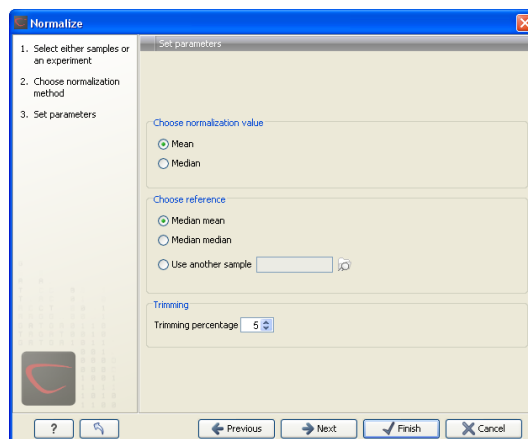 Normalize
1. Select either samples or
an experiment
2. Choose normalization
method
3. Set parameters
Set parameters
Choose normalization value
Mean
Median
Choose reference
Median mean
Median median
Use another sample
Trimming
Trimming percentage 5
? Previous Next Finish Cancel